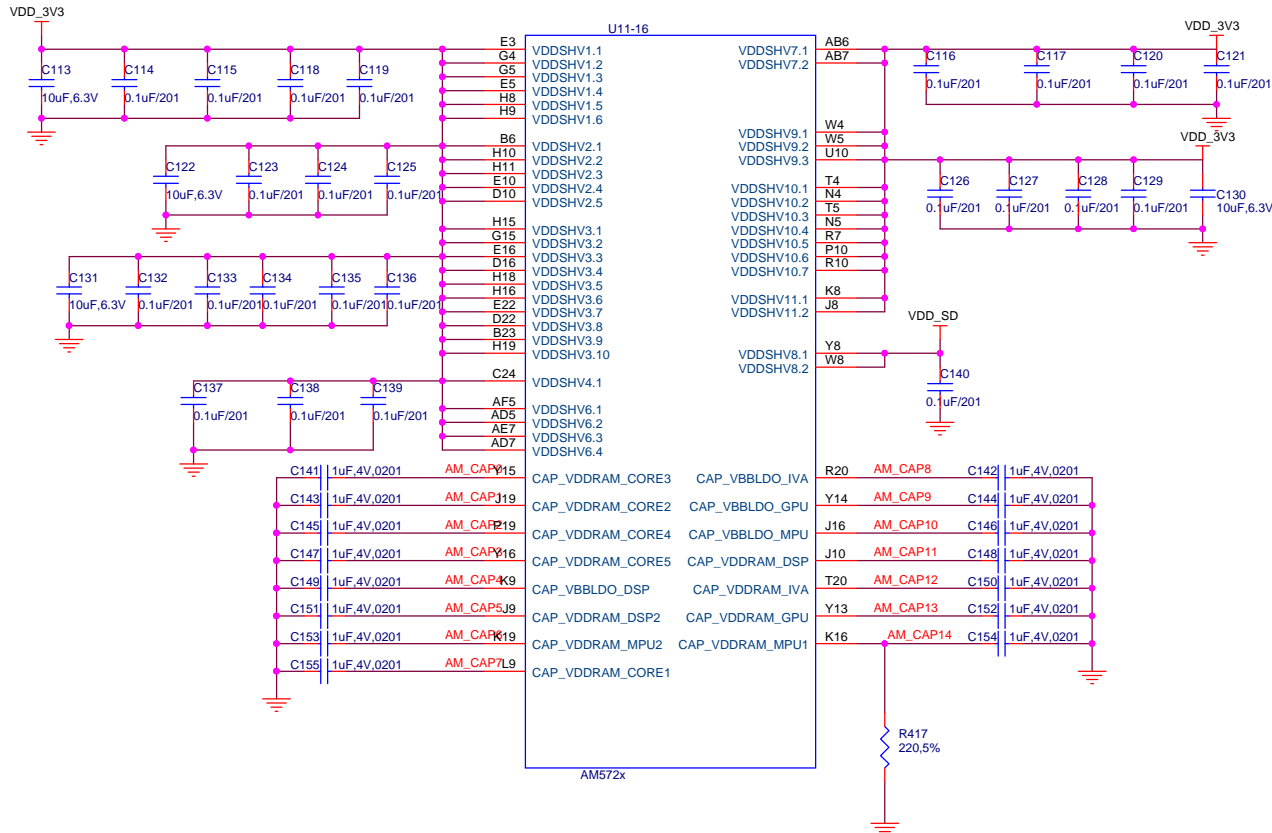 VDD_3V3
U11-16
VDD_3V3
C113
10uF,6.3V
C114
0.1uF/201
C115
0.1uF/201
C118
0.1uF/201
C119
0.1uF/201
E3 VDDSHV1.1
G4 VDDSHV1.2
G5 VDDSHV1.3
E5 VDDSHV1.4
H8 VDDSHV1.5
H9 VDDSHV1.6
VDDSHV7.1 AB6
VDDSHV7.2 AB7
C116
0.1uF/201
C117
0.1uF/201
C120
0.1uF/201
C121
0.1uF/201
C122
10uF,6.3V
C123
0.1uF/201
C124
0.1uF/201
C125
0.1uF/201
B6 VDDSHV2.1
H10 VDDSHV2.2
H11 VDDSHV2.3
E10 VDDSHV2.4
D10 VDDSHV2.5
VDDSHV9.1 W4
VDDSHV9.2 W5
VDDSHV9.3 U10
VDD_3V3
VDDSHV10.1 T4
VDDSHV10.2 N4
VDDSHV10.3 T5
VDDSHV10.4 N5
VDDSHV10.5 R7
VDDSHV10.6 P10
VDDSHV10.7 R10
C126
0.1uF/201
C127
0.1uF/201
C128
0.1uF/201
C129
0.1uF/201
C130
10uF,6.3V
H15 VDDSHV3.1
G15 VDDSHV3.2
E16 VDDSHV3.3
D16 VDDSHV3.4
H18 VDDSHV3.5
H16 VDDSHV3.6
E22 VDDSHV3.7
D22 VDDSHV3.8
B23 VDDSHV3.9
H19 VDDSHV3.10
C131
10uF,6.3V
C132
0.1uF/201
C133
0.1uF/201
C134
0.1uF/201
C135
0.1uF/201
C136
0.1uF/201
VDDSHV11.1 K8
VDDSHV11.2 J8
VDD_SD
VDDSHV8.1 Y8
VDDSHV8.2 W8
C140
0.1uF/201
C137
0.1uF/201
C138
0.1uF/201
C139
0.1uF/201
C24 VDDSHV4.1
AF5 VDDSHV6.1
AD5 VDDSHV6.2
AE7 VDDSHV6.3
AD7 VDDSHV6.4
C141 1uF,4V,0201 AM_CAP0 Y15 CAP_VDDRAM_CORE3
C143 1uF,4V,0201 AM_CAP1 J19 CAP_VDDRAM_CORE2
C145 1uF,4V,0201 AM_CAP2 P19 CAP_VDDRAM_CORE4
C147 1uF,4V,0201 AM_CAP3 Y16 CAP_VDDRAM_CORE5
C149 1uF,4V,0201 AM_CAP4 K9 CAP_VBBLDO_DSP
C151 1uF,4V,0201 AM_CAP5 J9 CAP_VDDRAM_DSP2
C153 1uF,4V,0201 AM_CAP6 K19 CAP_VDDRAM_MPU2
C155 1uF,4V,0201 AM_CAP7 L9 CAP_VDDRAM_CORE1
CAP_VBBLDO_IVA R20 AM_CAP8 C142 1uF,4V,0201
CAP_VBBLDO_GPU Y14 AM_CAP9 C144 1uF,4V,0201
CAP_VBBLDO_MPU J16 AM_CAP10 C146 1uF,4V,0201
CAP_VDDRAM_DSP J10 AM_CAP11 C148 1uF,4V,0201
CAP_VDDRAM_IVA T20 AM_CAP12 C150 1uF,4V,0201
CAP_VDDRAM_GPU Y13 AM_CAP13 C152 1uF,4V,0201
CAP_VDDRAM_MPU1 K16 AM_CAP14 C154 1uF,4V,0201
R417
220,5%
AM572x